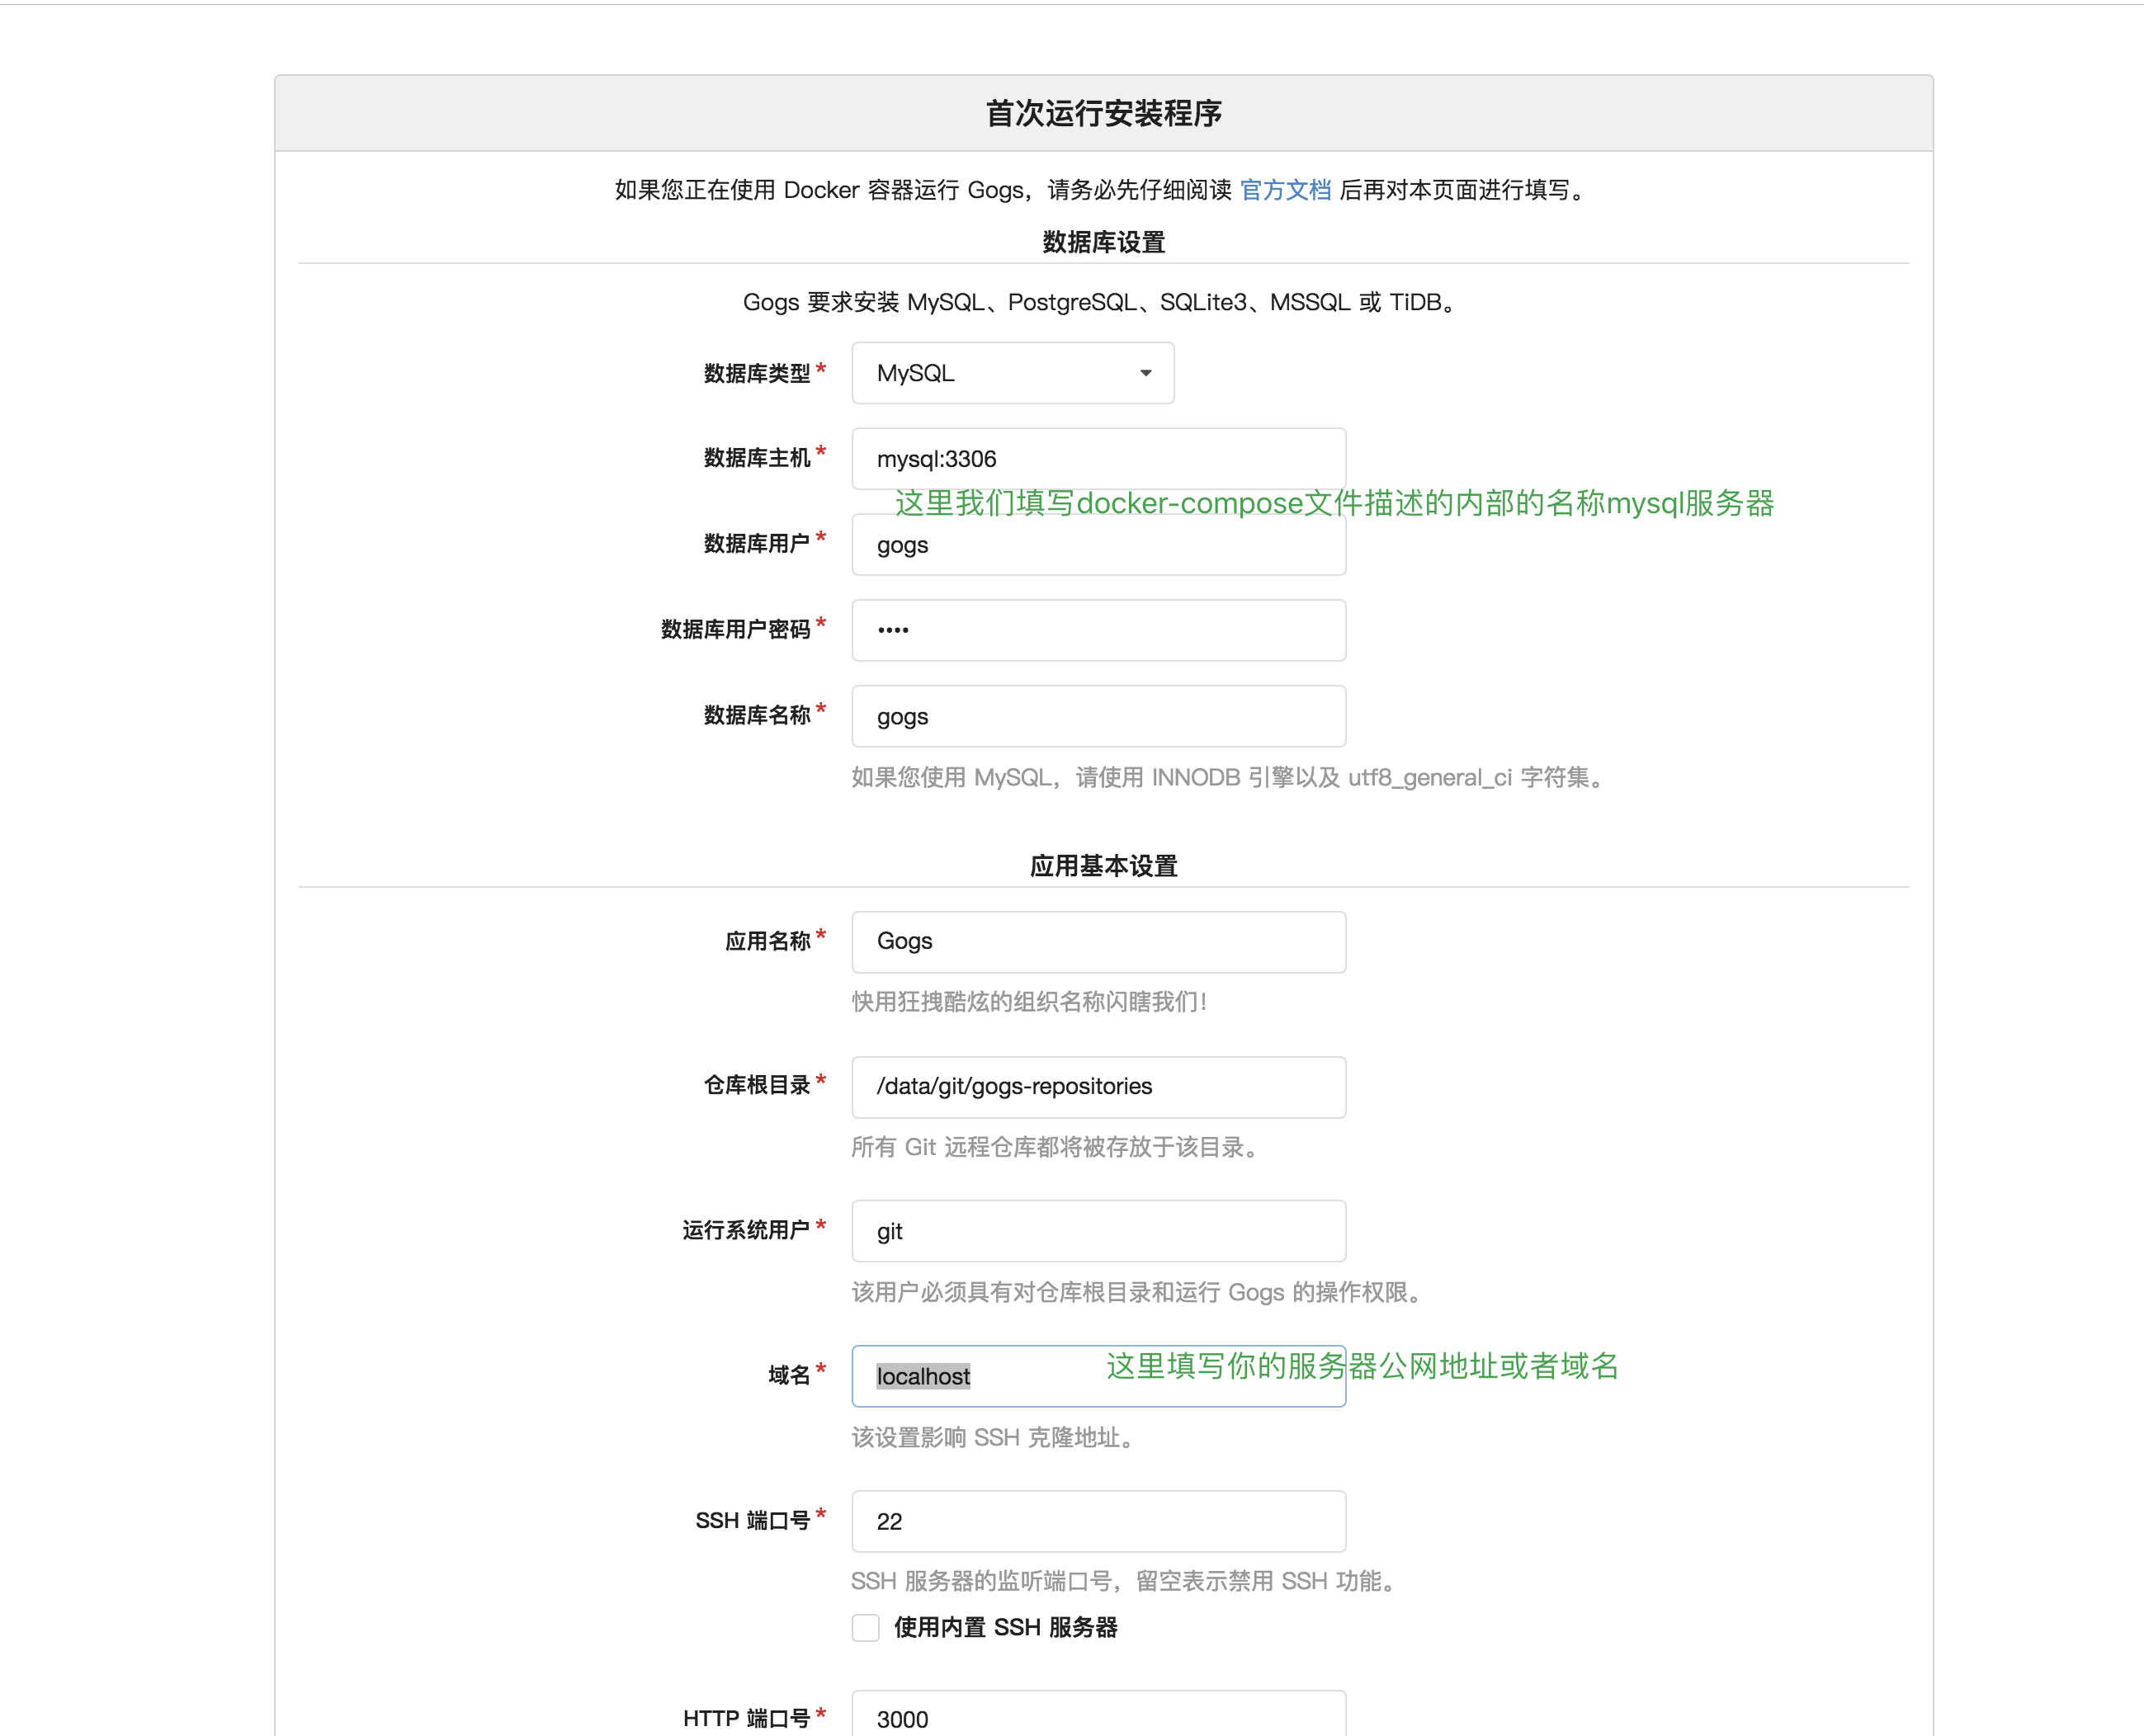 首次运行安装程序
如果您正在使用 Docker 容器运行 Gogs，请务必先仔细阅读 官方文档 后再对本页面进行填写。
数据库设置
Gogs 要求安装 MySQL、PostgreSQL、SQLite3、MSSQL 或 TiDB。
数据库类型* MySQL
数据库主机* mysql:3306
这里我们填写docker-compose文件描述的内部的名称mysql服务器
数据库用户* gogs
数据库用户密码* ••••
数据库名称* gogs
如果您使用 MySQL，请使用 INNODB 引擎以及 utf8_general_ci 字符集。
应用基本设置
应用名称* Gogs
快用狂拽酷炫的组织名称闪瞎我们！
仓库根目录* /data/git/gogs-repositories
所有 Git 远程仓库都将被存放于该目录。
运行系统用户* git
该用户必须具有对仓库根目录和运行 Gogs 的操作权限。
域名* localhost 这里填写你的服务器公网地址或者域名
该设置影响 SSH 克隆地址。
SSH 端口号* 22
SSH 服务器的监听端口号，留空表示禁用 SSH 功能。
使用内置 SSH 服务器
HTTP 端口号* 3000